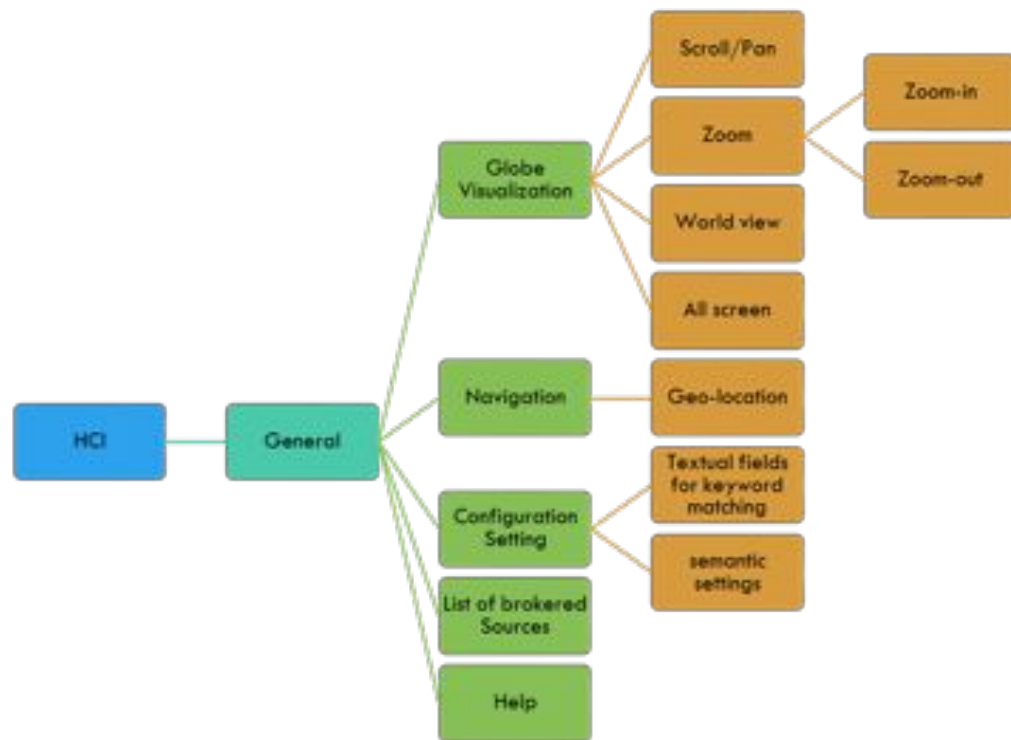 Scroll/Pan
Zoom-in
Zoom
Zoom-out
Globe
Visualization
World view
All screen
Navigation
Geo-location
HCI
General
Textual fields
for keyword
matching
Configuration
Setting
semantic
settings
List of brokered
Sources
Help